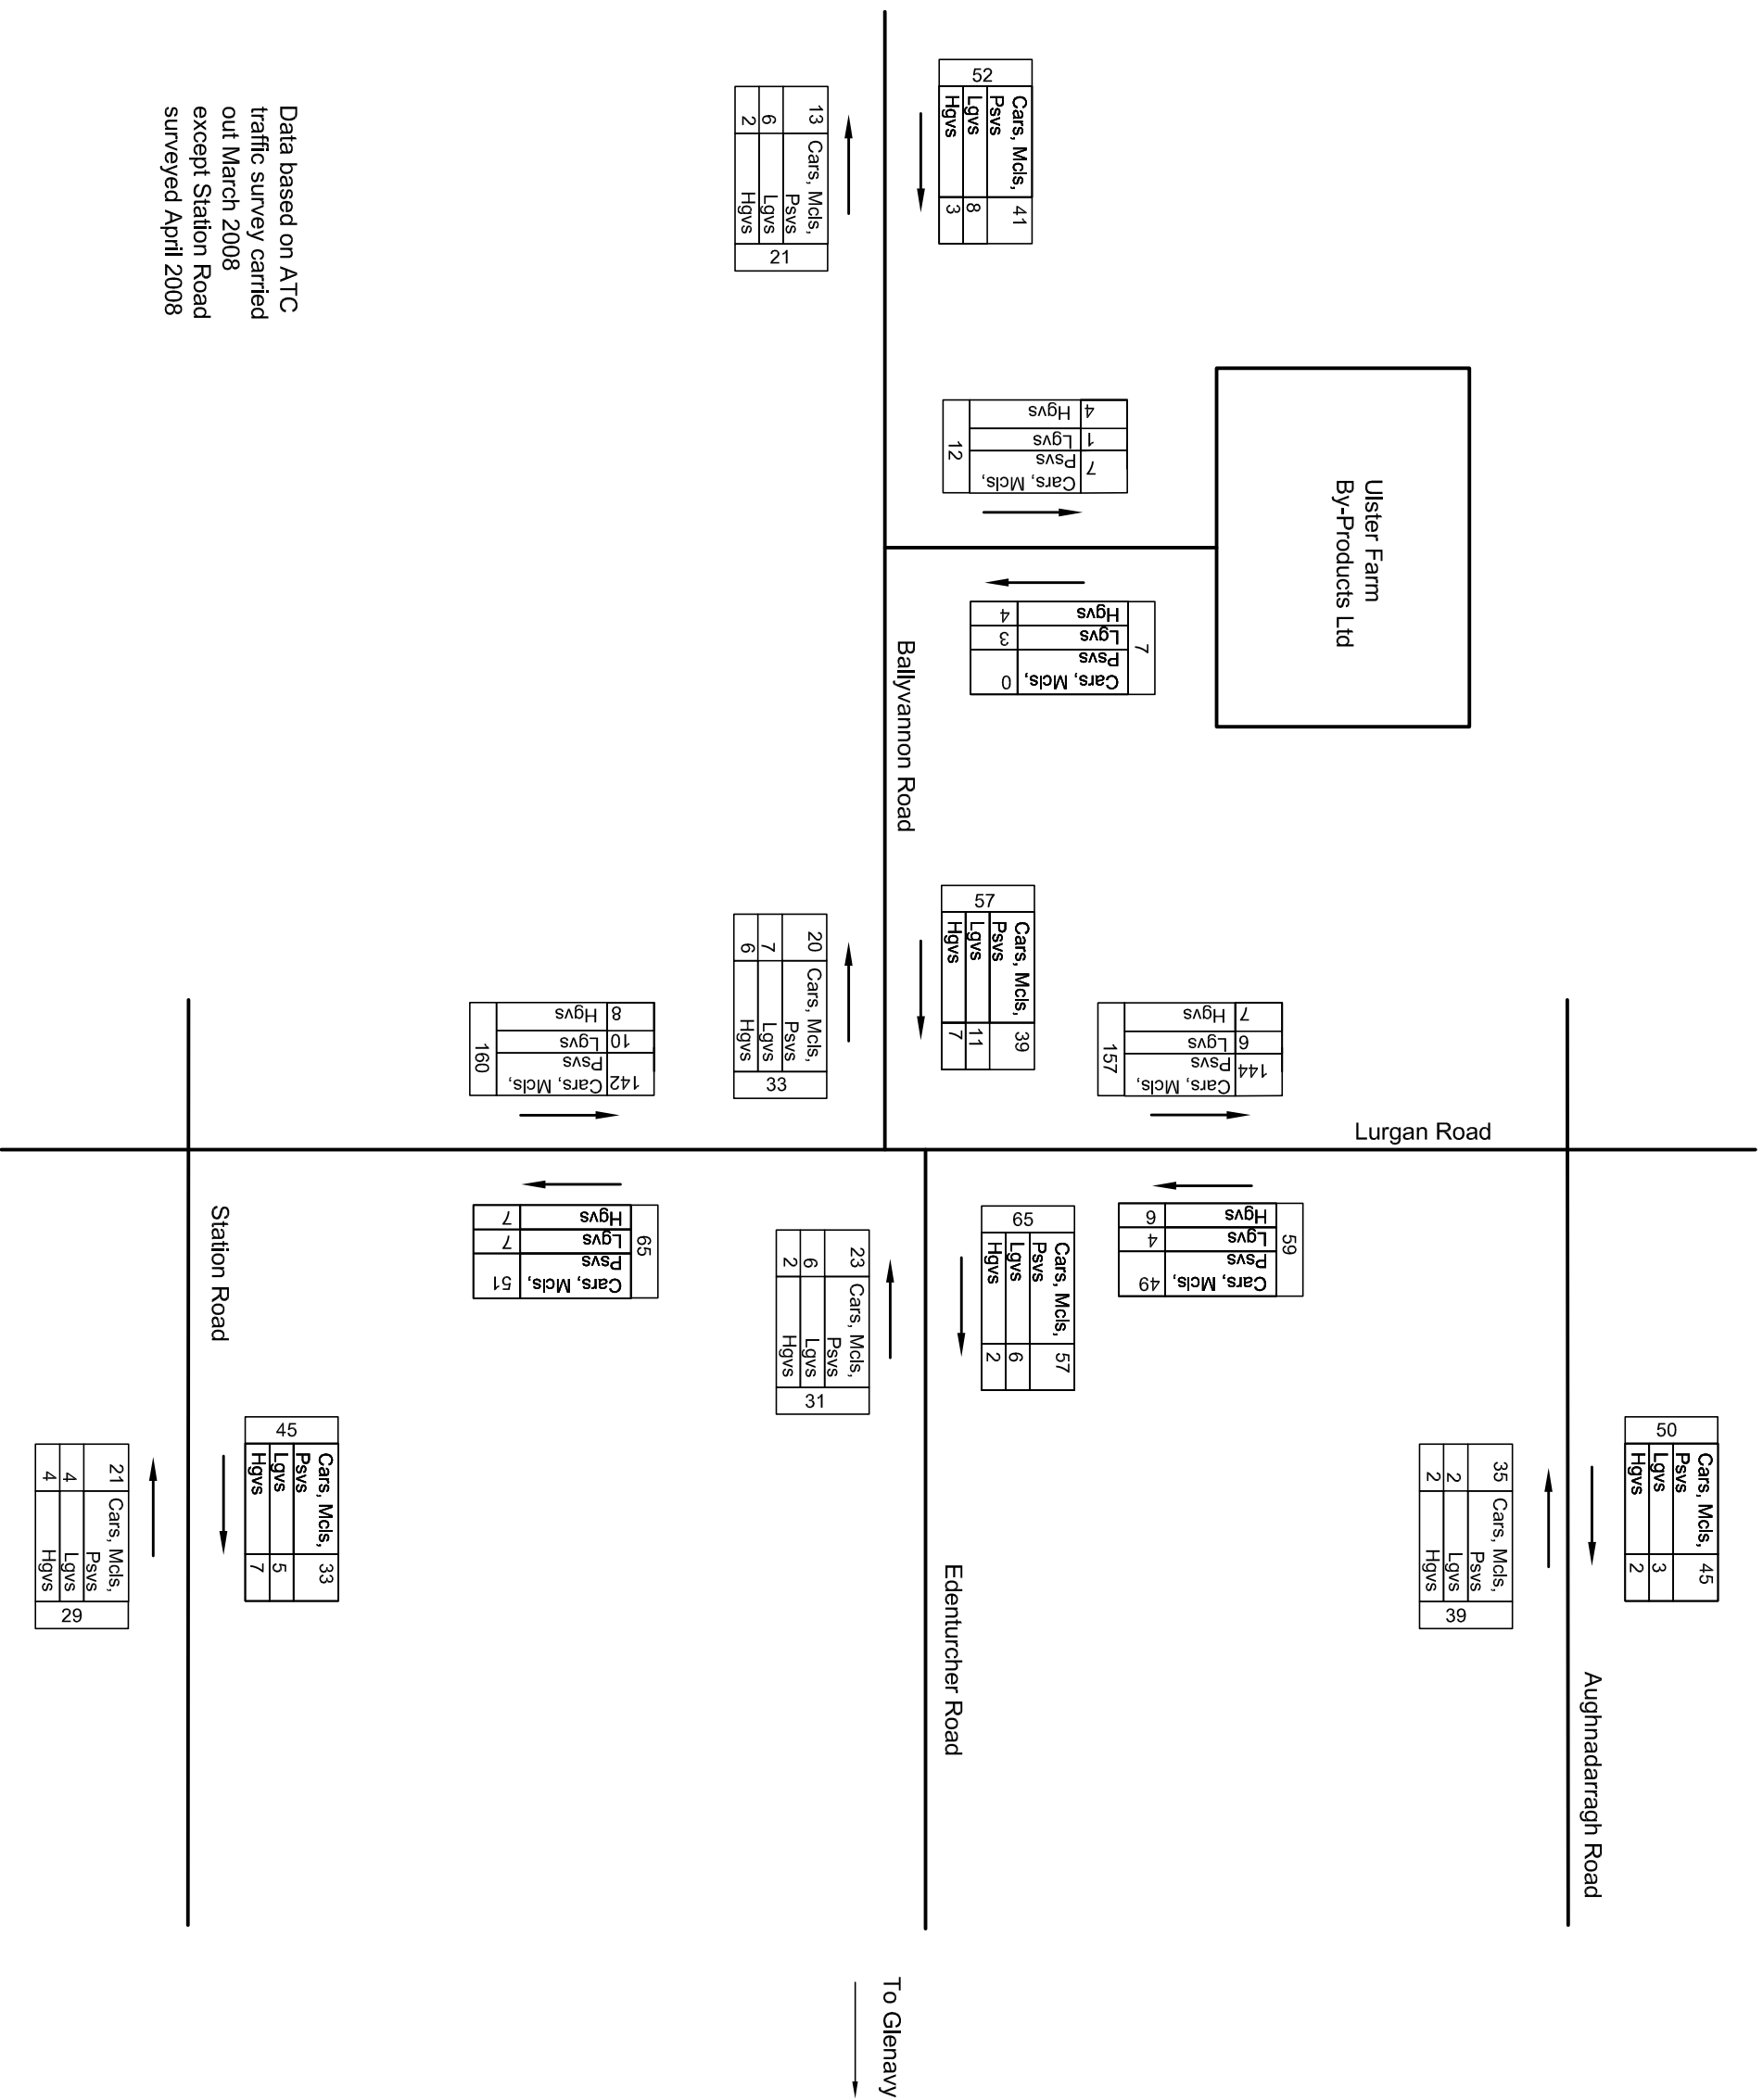 50
Cars, Mcls,
Psvs
45
Lgvs
3
Hgvs
2
Aughnadarragh Road
35
Cars, Mcls,
Psvs
2
Lgvs
2
Hgvs
39
Ulster Farm
By-Products Ltd
Lurgan Road
7
Hgvs
6
Lgvs
144
Cars, Mcls,
Psvs
157
59
Hgvs
6
Lgvs
4
Cars, Mcls,
Psvs
49
52
Cars, Mcls,
Psvs
41
Lgvs
8
Hgvs
3
4
Hgvs
1
Lgvs
7
Cars, Mcls,
Psvs
12
7
Hgvs
4
Lgvs
3
Cars, Mcls,
Psvs
0
57
Cars, Mcls,
Psvs
39
Lgvs
11
Hgvs
7
65
Cars, Mcls,
Psvs
57
Lgvs
6
Hgvs
2
Ballyvannon Road
Edenturcher Road
To Glenavy
13
Cars, Mcls,
Psvs
6
Lgvs
2
Hgvs
21
20
Cars, Mcls,
Psvs
7
Lgvs
6
Hgvs
33
23
Cars, Mcls,
Psvs
6
Lgvs
2
Hgvs
31
8
Hgvs
10
Lgvs
142
Cars, Mcls,
Psvs
160
65
Hgvs
7
Lgvs
7
Cars, Mcls,
Psvs
51
Data based on ATC
traffic survey carried
out March 2008
except Station Road
surveyed April 2008
45
Cars, Mcls,
Psvs
33
Lgvs
5
Hgvs
7
Station Road
21
Cars, Mcls,
Psvs
4
Lgvs
4
Hgvs
29